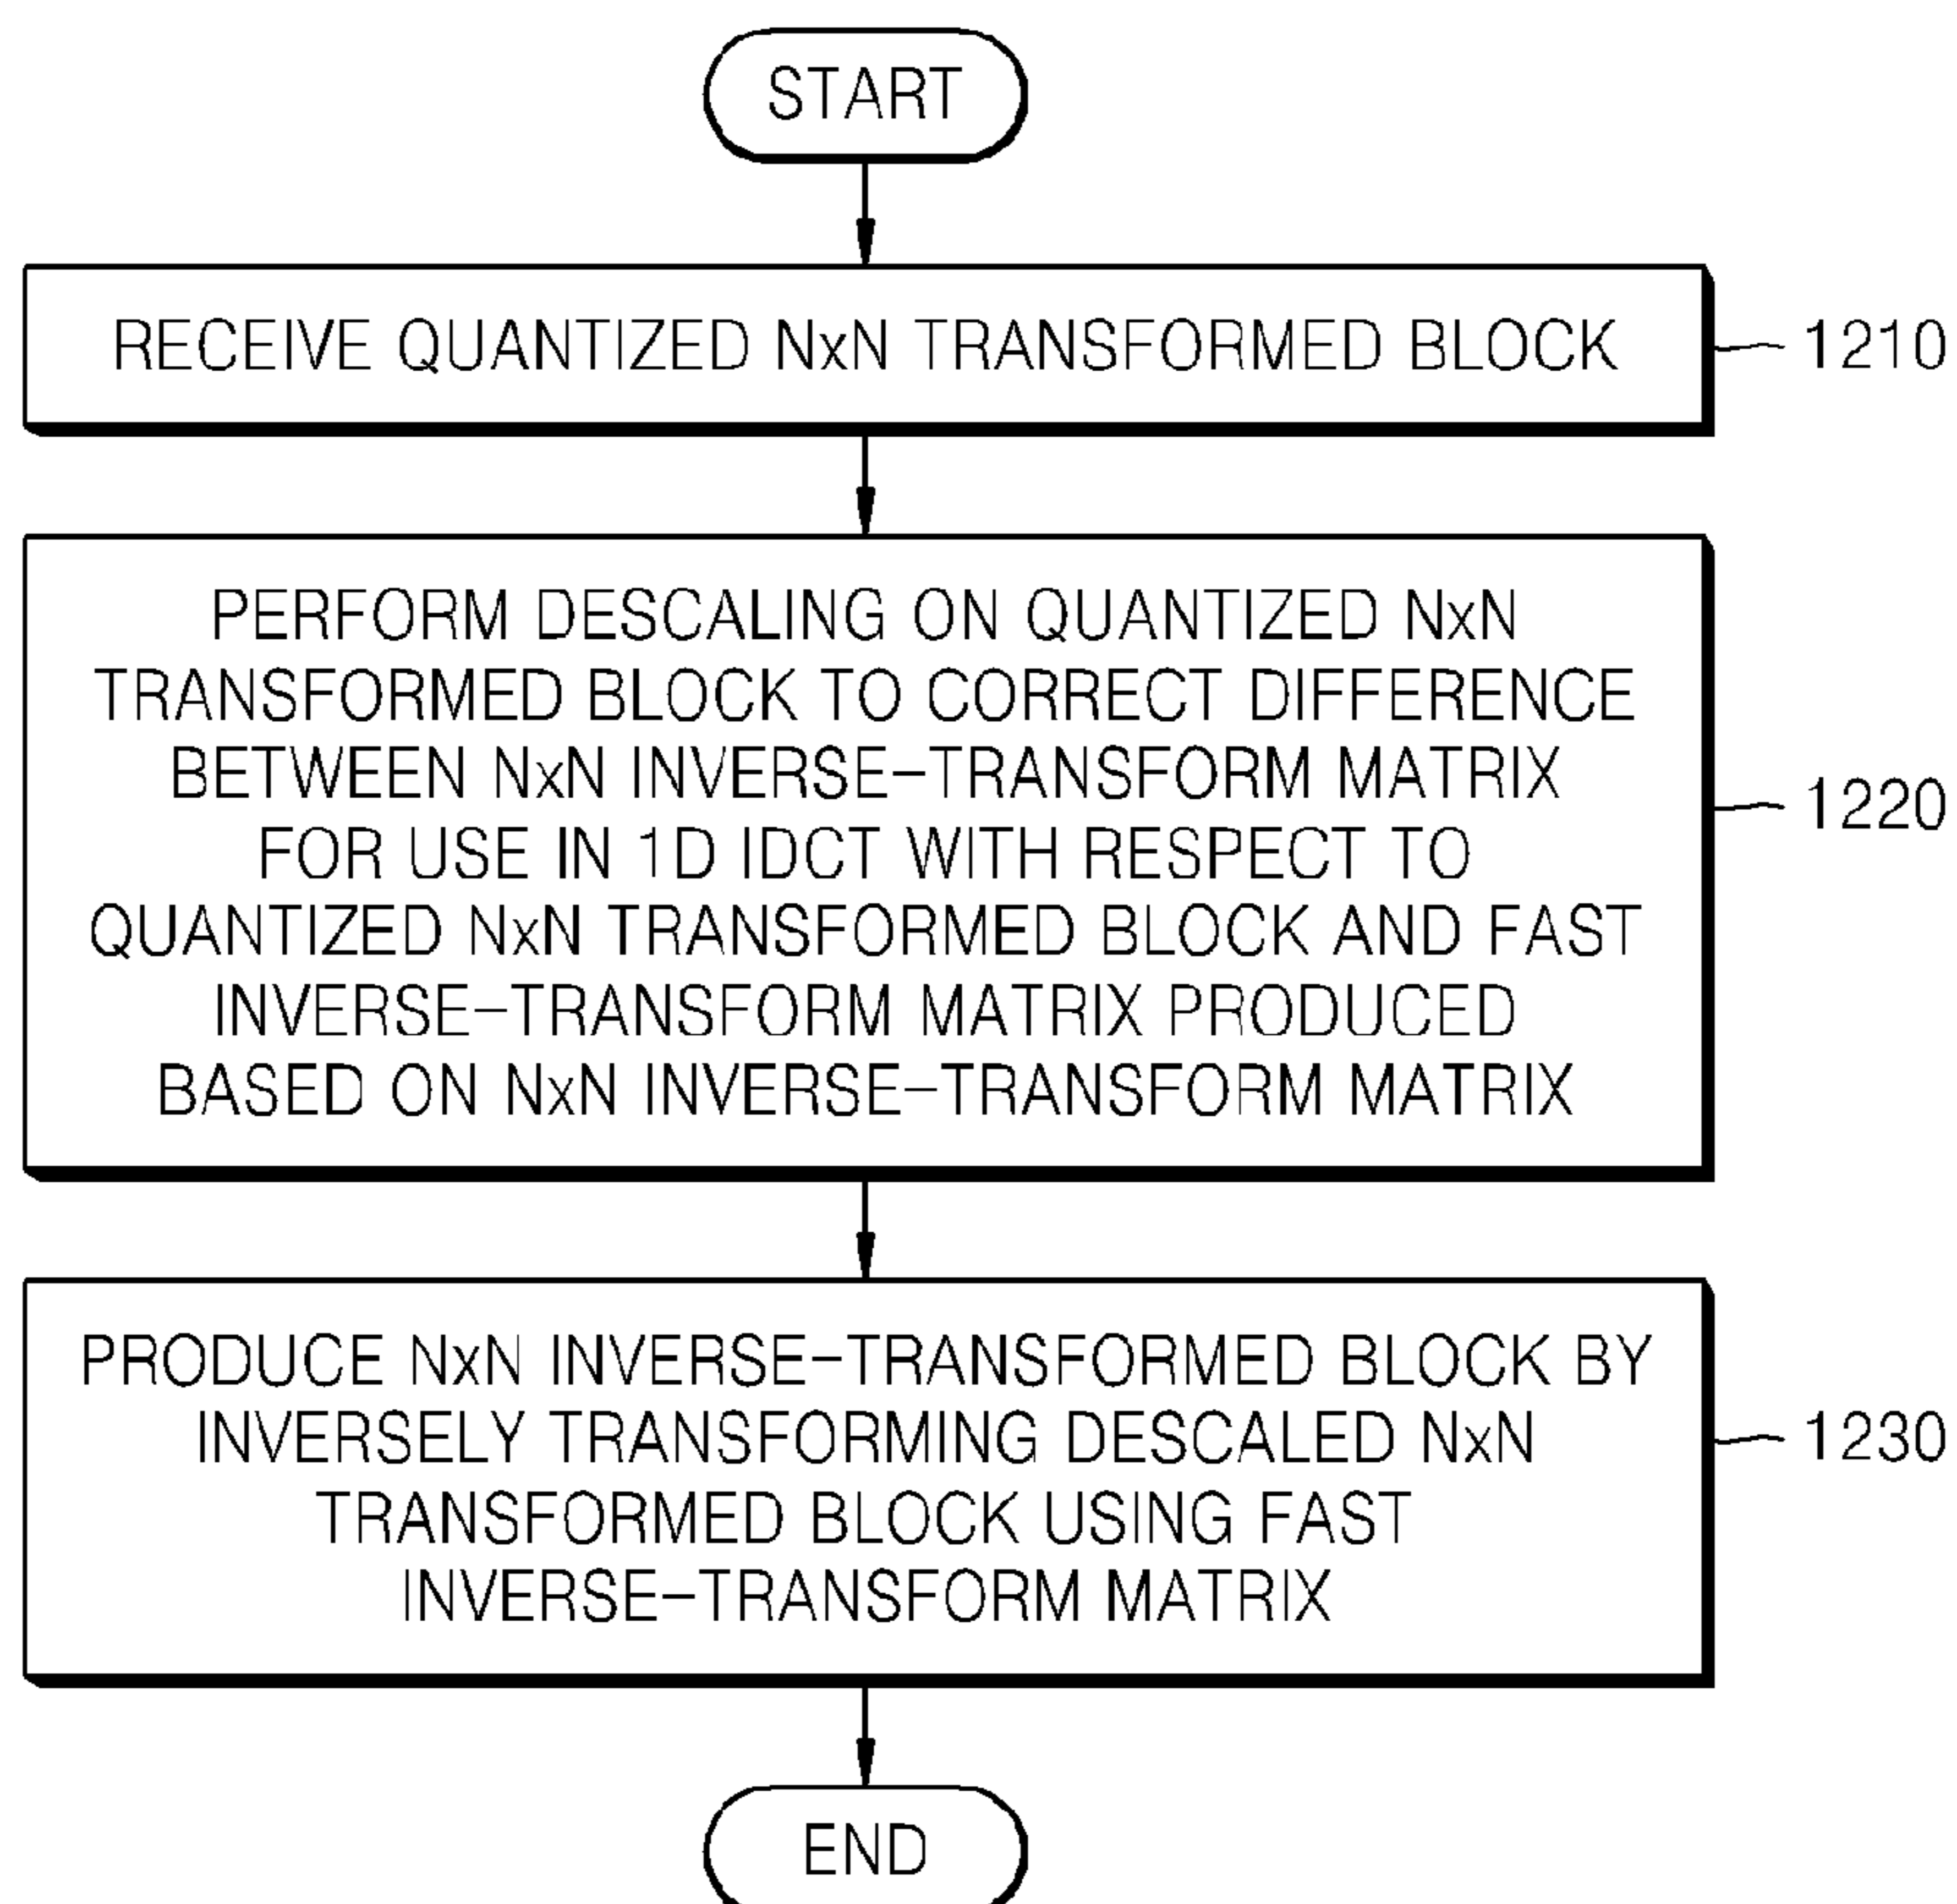 START
RECEIVE QUANTIZED NxN TRANSFORMED BLOCK
1210
PERFORM DESCALING ON QUANTIZED NxN
TRANSFORMED BLOCK TO CORRECT DIFFERENCE
BETWEEN NxN INVERSE-TRANSFORM MATRIX
FOR USE IN 1D IDCT WITH RESPECT TO
QUANTIZED NxN TRANSFORMED BLOCK AND FAST
INVERSE-TRANSFORM MATRIX PRODUCED
BASED ON NxN INVERSE-TRANSFORM MATRIX
1220
PRODUCE NxN INVERSE-TRANSFORMED BLOCK BY
INVERSELY TRANSFORMING DESCALED NxN
TRANSFORMED BLOCK USING FAST
INVERSE-TRANSFORM MATRIX
1230
END